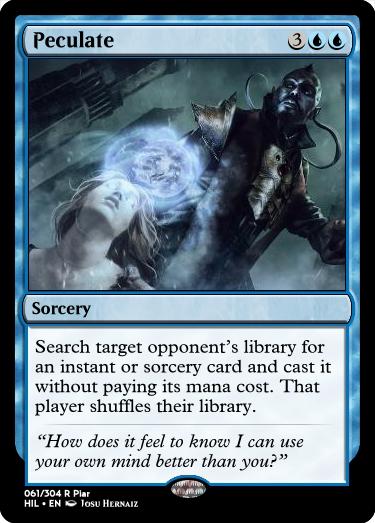 Peculate 3
Sorcery
Search target opponent's library for
an instant or sorcery card and cast it
without paying its mana cost. That
player shuffles their library.
“How does it feel to know I can use
your own mind better than you?”
061/304 R Piar
HIL • EN Josu Hernaiz